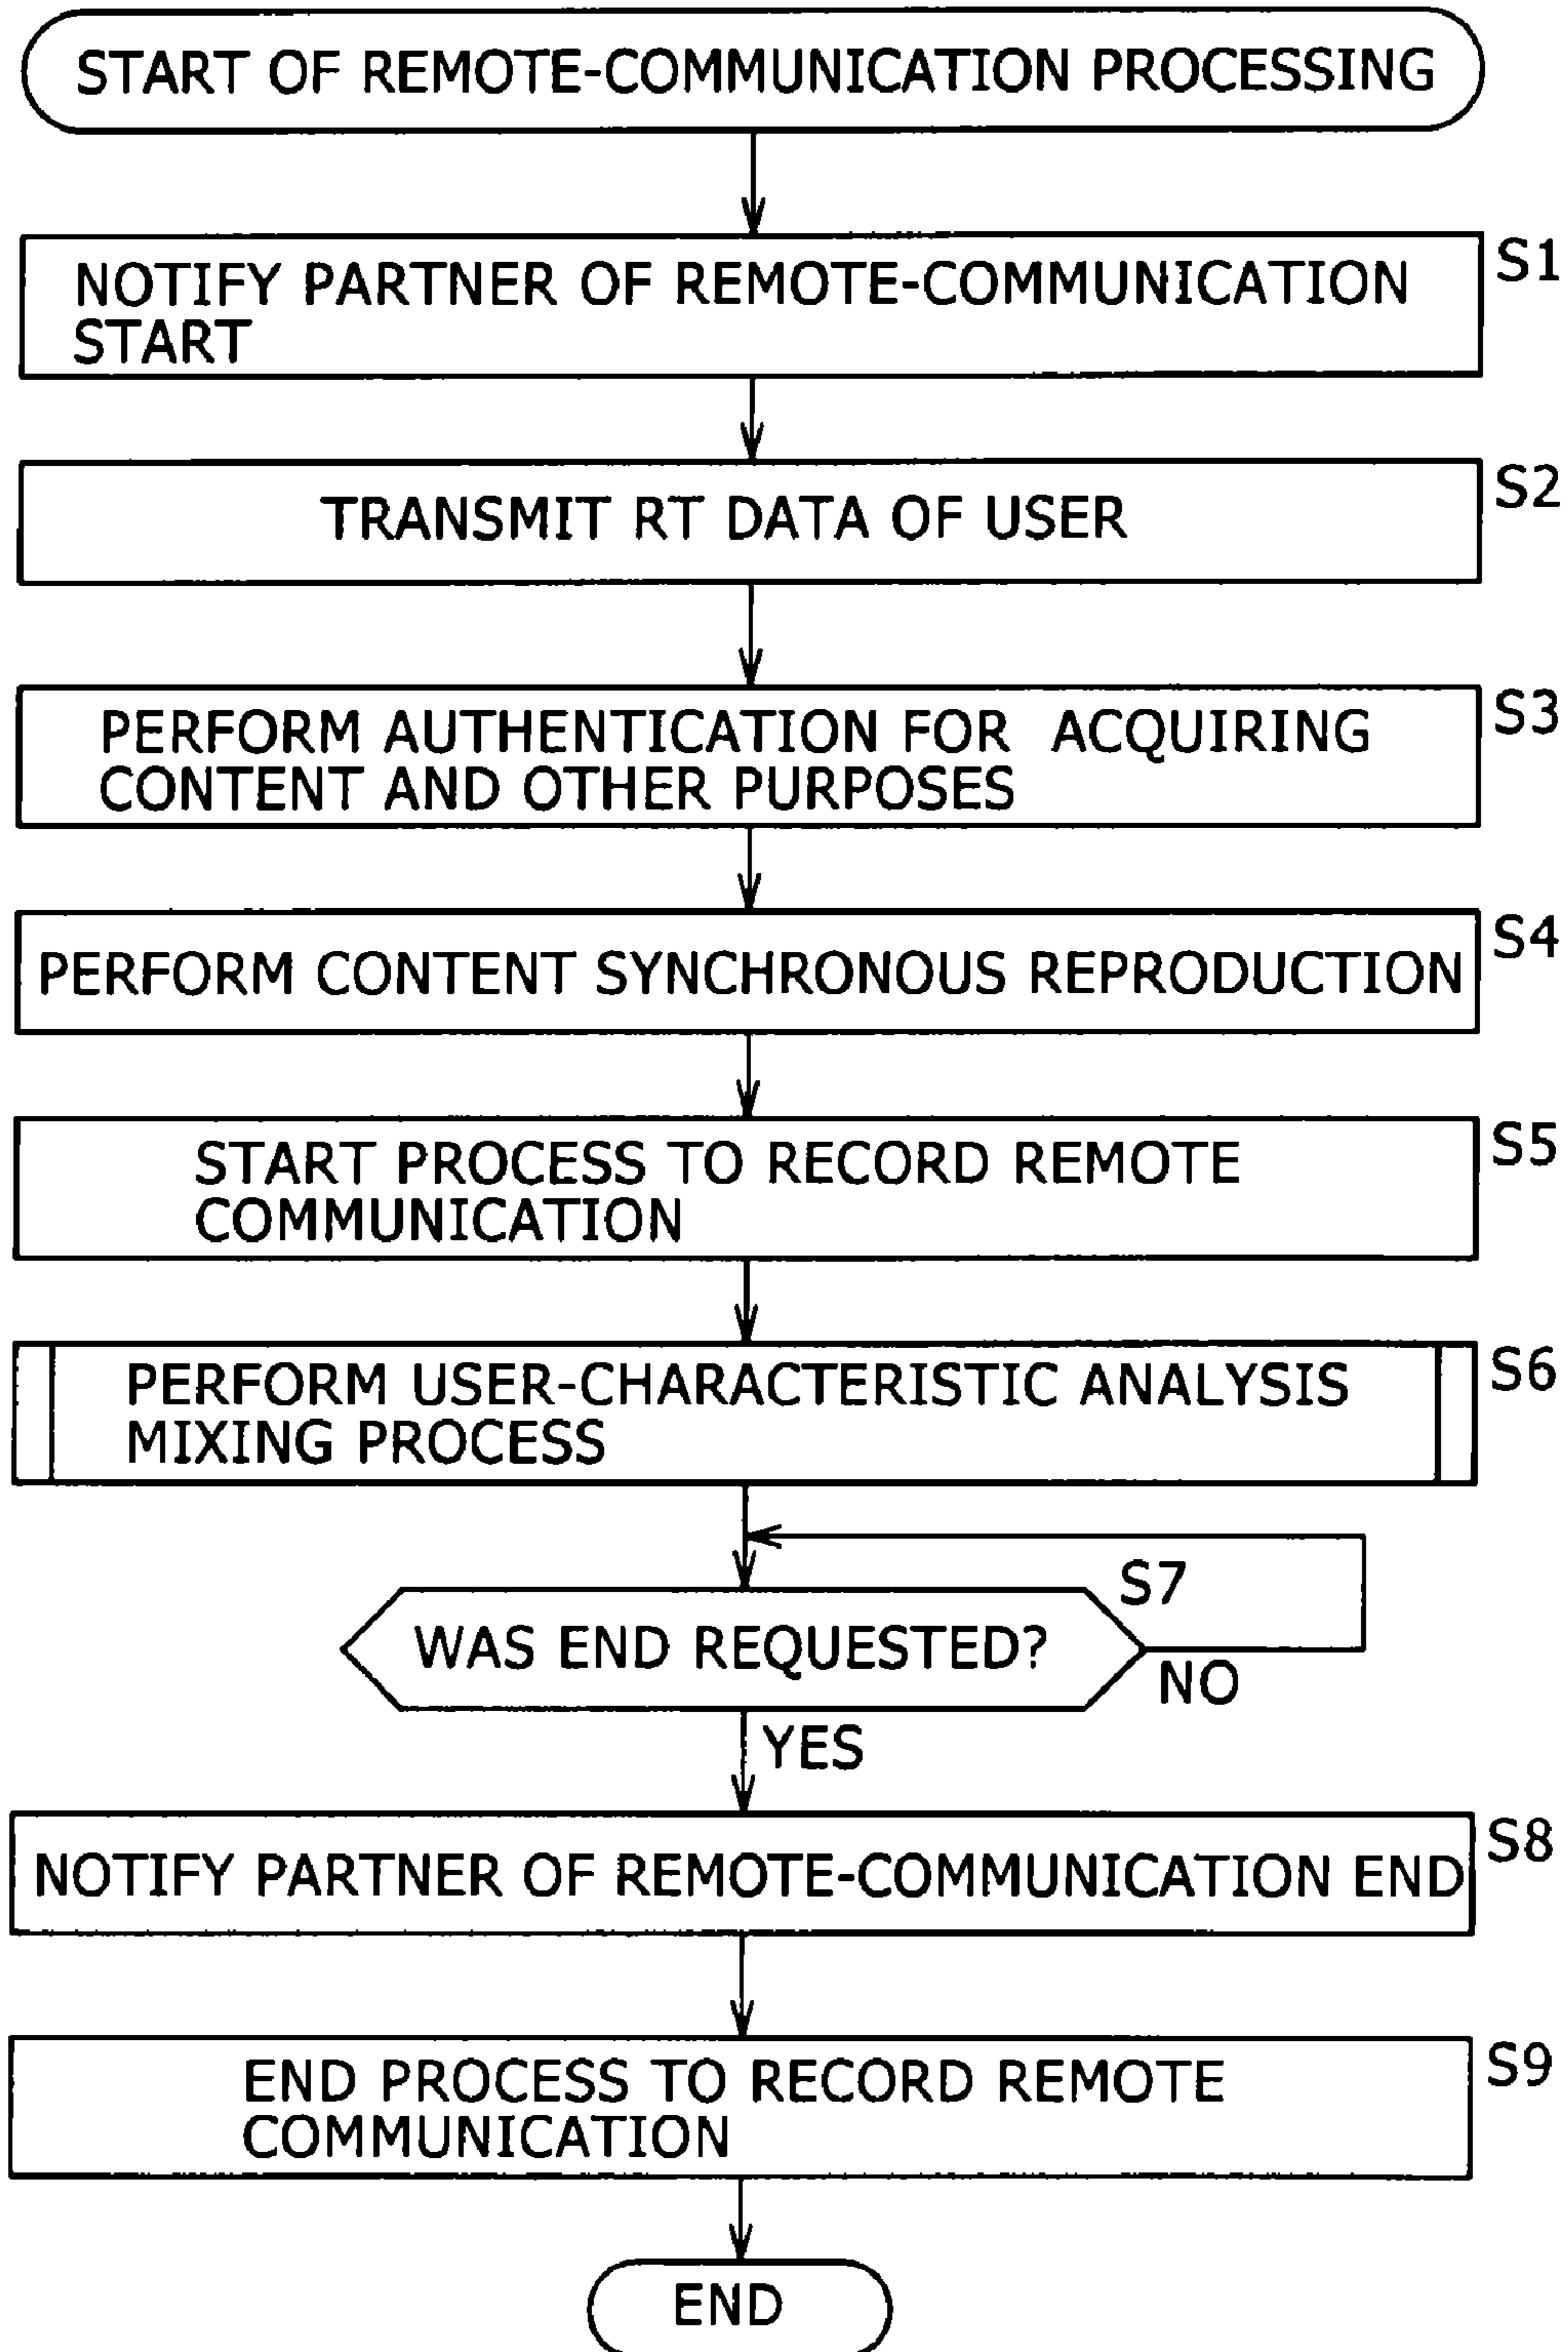 START OF REMOTE-COMMUNICATION PROCESSING
S1
NOTIFY PARTNER OF REMOTE-COMMUNICATION
START
S2
TRANSMIT RT DATA OF USER
S3
PERFORM AUTHENTICATION FOR ACQUIRING
CONTENT AND OTHER PURPOSES
S4
PERFORM CONTENT SYNCHRONOUS REPRODUCTION
S5
START PROCESS TO RECORD REMOTE
COMMUNICATION
S6
PERFORM USER-CHARACTERISTIC ANALYSIS
MIXING PROCESS
S7
WAS END REQUESTED?
NO
YES
S8
NOTIFY PARTNER OF REMOTE-COMMUNICATION END
S9
END PROCESS TO RECORD REMOTE
COMMUNICATION
END